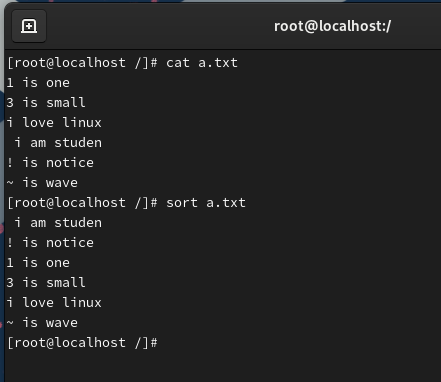 root@localhost:/
[root@localhost /]# cat a.txt
1 is one
3 is small
i love linux
 i am studen
! is notice
~ is wave
[root@localhost /]# sort a.txt
 i am studen
! is notice
1 is one
3 is small
i love linux
~ is wave
[root@localhost /]#